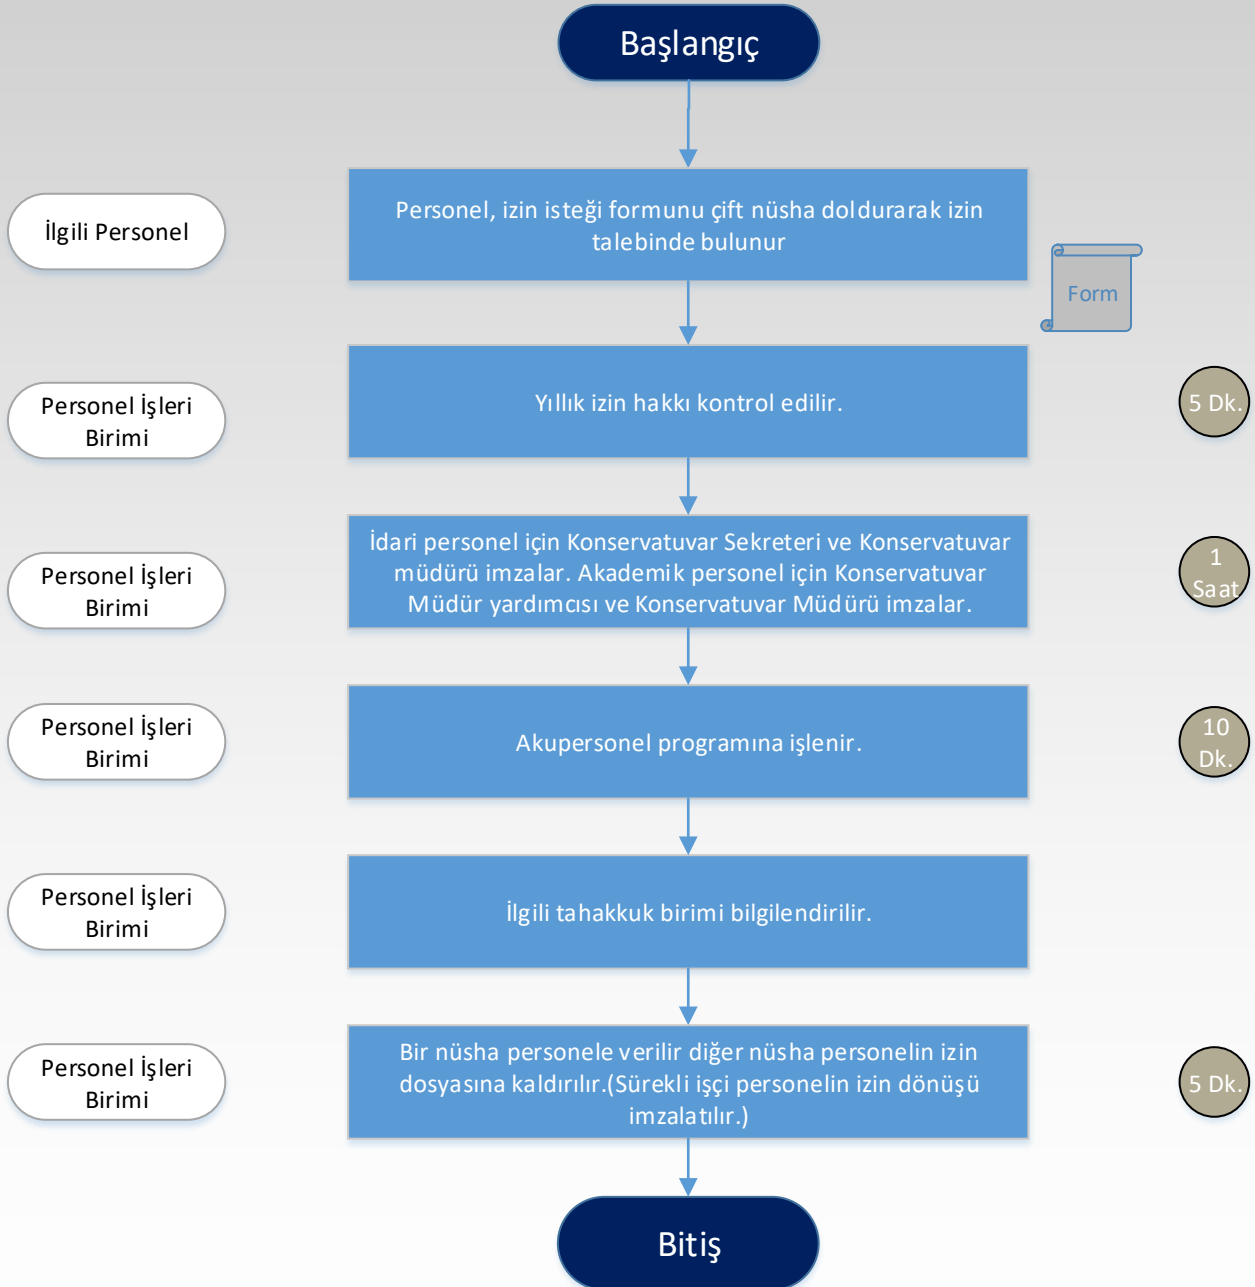 Başlangıç
İlgili Personel
Personel, izin isteği formunu çift nüsha doldurarak izin
talebinde bulunur
Form
Personel İşleri
Birimi
Yıllık izin hakkı kontrol edilir.
5 Dk.
Personel İşleri
Birimi
İdari personel için Konservatuvar Sekreteri ve Konservatuvar
müdürü imzalar. Akademik personel için Konservatuvar
Müdür yardımcısı ve Konservatuvar Müdürü imzalar.
1
Saat
Personel İşleri
Birimi
Akupersonel programına işlenir.
10
Dk.
Personel İşleri
Birimi
İlgili tahakkuk birimi bilgilendirilir.
Personel İşleri
Birimi
Bir nüsha personele verilir diğer nüsha personelin izin
dosyasına kaldırılır.(Sürekli işçi personelin izin dönüşü
imzalatılır.)
5 Dk.
Bitiş